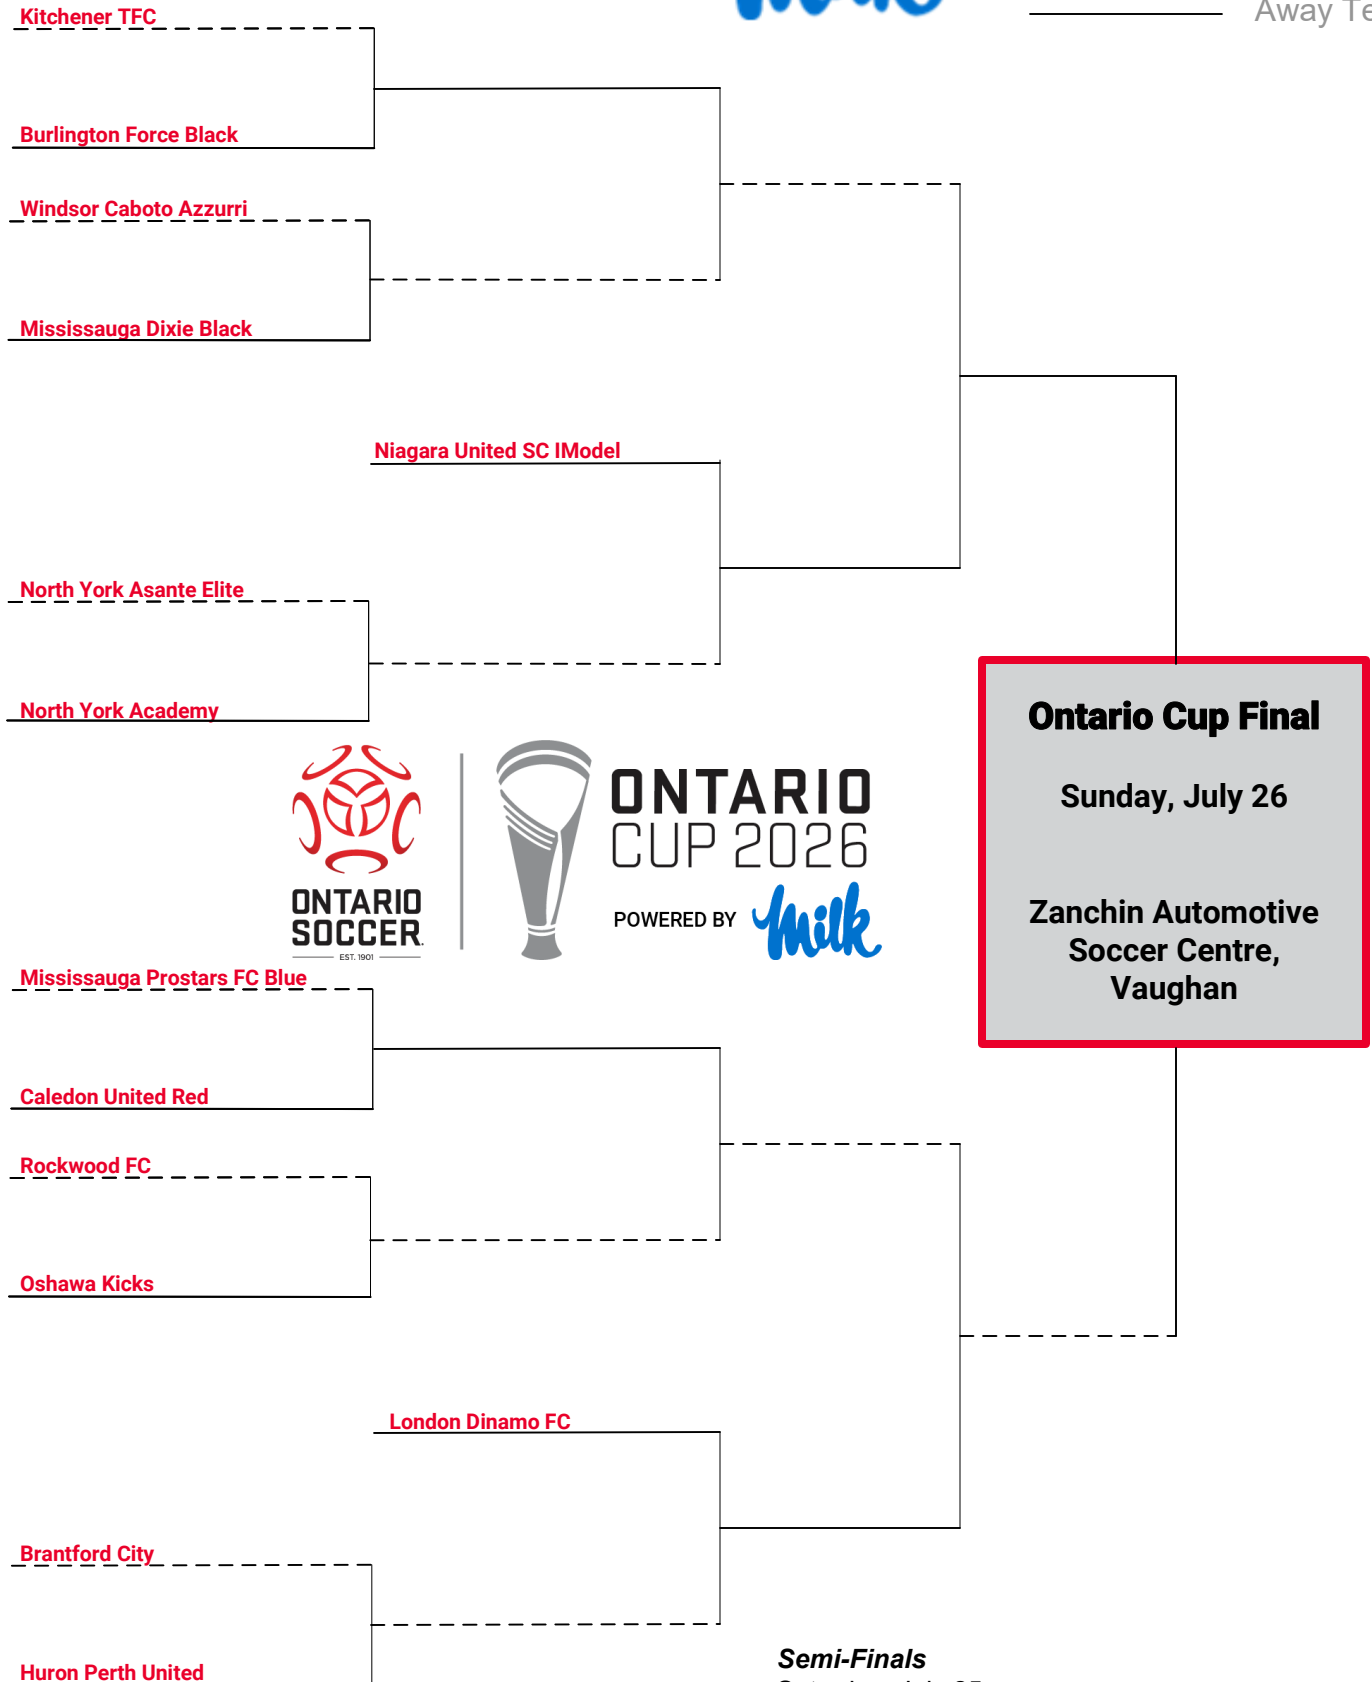 Kitchener TFC
Away
Burlington Force Black
Windsor Caboto Azzurri
Mississauga Dixie Black
Niagara United SC IModel
North York Asante Elite
North York Academy
Ontario Cup Final
Sunday, July 26
Zanchin Automotive
Soccer Centre,
Vaughan
ONTARIO
SOCCER
EST. 1901
ONTARIO
CUP 2026
POWERED BY milk
Mississauga Prostars FC Blue
Caledon United Red
Rockwood FC
Oshawa Kicks
London Dinamo FC
Brantford City
Huron Perth United
Semi-Finals